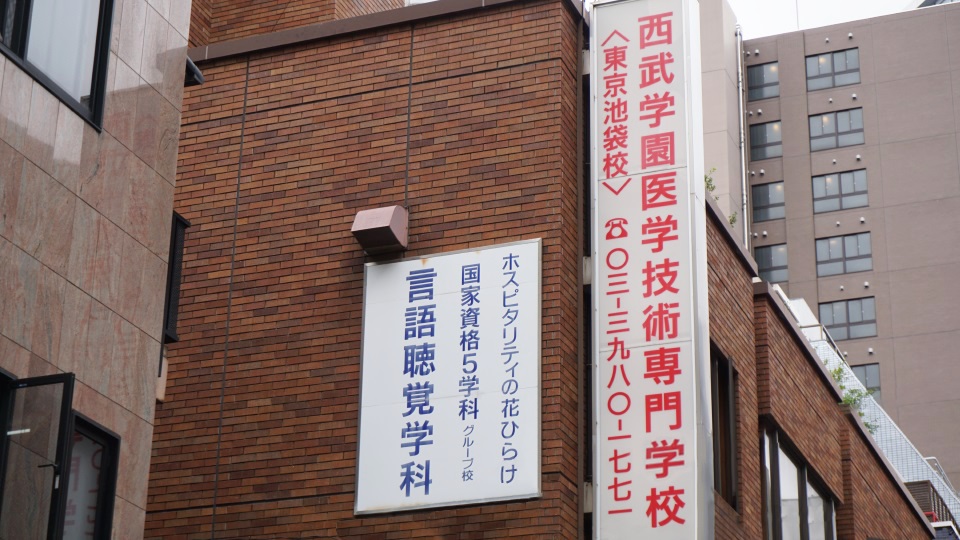 西武学園医学技術専門学校
〈東京池袋校〉☎〇三-三九八〇-一七七一
ホスピタリティの花ひらけ
国家資格5学科グループ校
言語聴覚学科